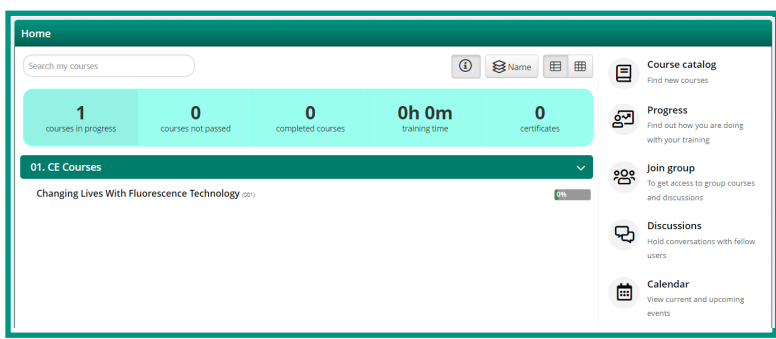 Home
Search my courses
Name
1
courses in progress
0
courses not passed
0
completed courses
0h 0m
training time
0
certificates
01. CE Courses
Changing Lives With Fluorescence Technology (001)
0%
Course catalog
Find new courses
Progress
Find out how you are doing
with your training
Join group
To get access to group courses
and discussions
Discussions
Hold conversations with fellow
users
Calendar
View current and upcoming
events